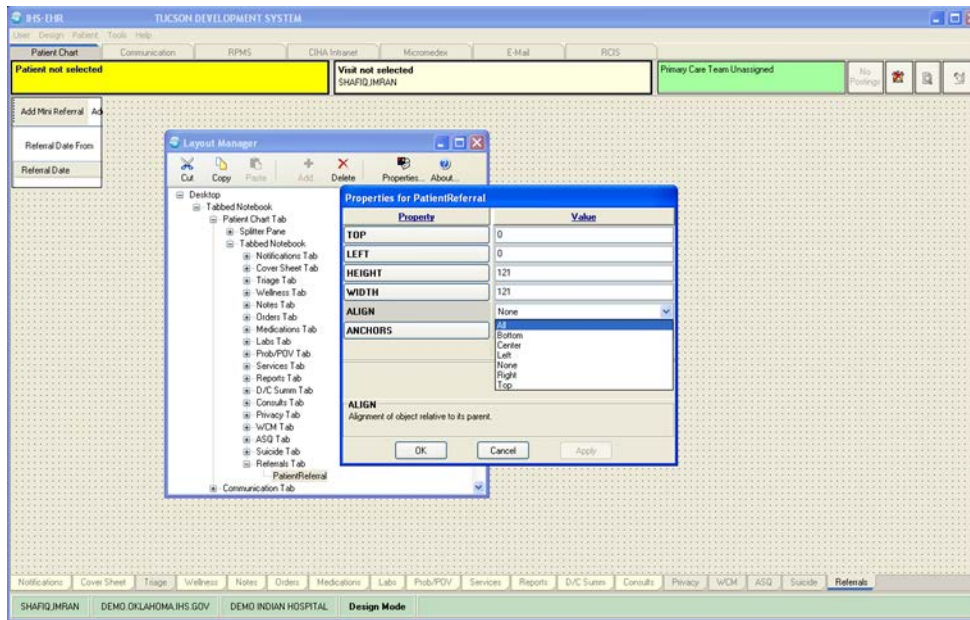 IHS-EHR TUCSON DEVELOPMENT SYSTEM
User Design Patient Tools Help
Patient Chart Communication RPMS CIHA Intranet Micromedex E-Mail RCIS
Patient not selected
Visit not selected
SHAFIQ,IMRAN
Primary Care Team Unassigned
No Postings
Add Mini Referral Ad
Referral Date From
Referral Date
Layout Manager
Cut Copy Paste Add... Delete Properties... About...
Desktop
Tabbed Notebook
Patient Chart Tab
Splitter Pane
Tabbed Notebook
Notifications Tab
Cover Sheet Tab
Triage Tab
Wellness Tab
Notes Tab
Orders Tab
Medications Tab
Labs Tab
Prob/POV Tab
Services Tab
Reports Tab
D/C Summ Tab
Consults Tab
Privacy Tab
WCM Tab
ASQ Tab
Suicide Tab
Referrals Tab
PatientReferral
Communication Tab
Properties for PatientReferral
Property Value
TOP 0
LEFT 0
HEIGHT 121
WIDTH 121
ALIGN None
ANCHORS
All
Bottom
Center
Left
None
Right
Top
ALIGN
Alignment of object relative to its parent.
OK Cancel Apply
Notifications Cover Sheet Triage Wellness Notes Orders Medications Labs Prob/POV Services Reports D/C Summ Consults Privacy WCM ASQ Suicide Referrals
SHAFIQ,IMRAN DEMO.OKLAHOMA.IHS.GOV DEMO INDIAN HOSPITAL Design Mode